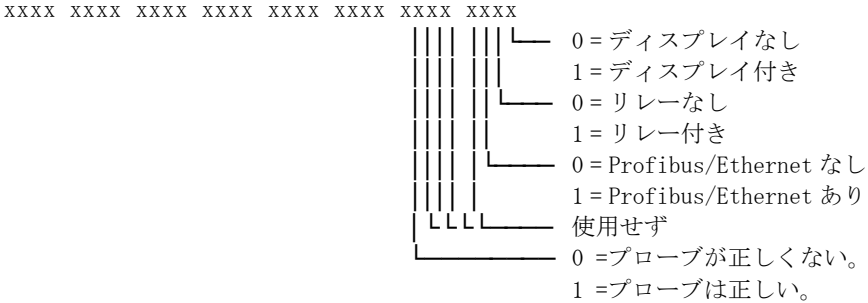 xxxx xxxx xxxx xxxx xxxx xxxx xxxx xxxx
0 = ディスプレイなし
1 = ディスプレイ付き
0 = リレーなし
1 = リレー付き
0 = Profibus/Ethernet なし
1 = Profibus/Ethernet あり
使用せず
0 =プローブが正しくない。
1 =プローブは正しい。